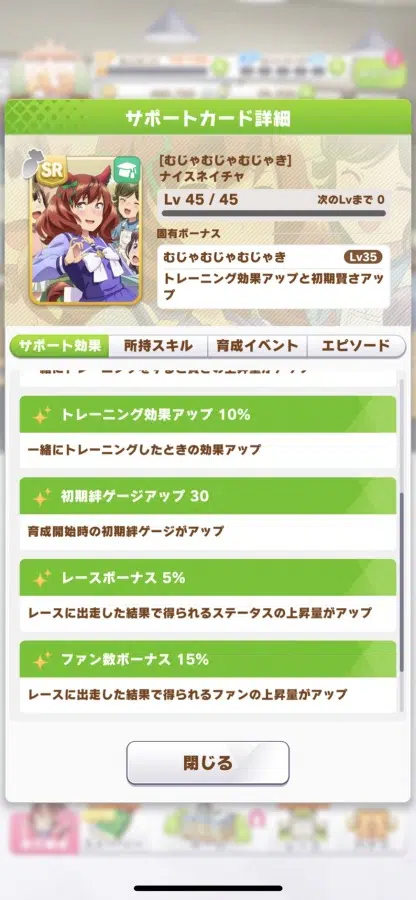 サポートカード詳細
SR
[むじゃむじゃむじゃき]
ナイスネイチャ
Lv 45 / 45
次のLvまで 0
固有ボーナス
むじゃむじゃむじゃき
Lv35
トレーニング効果アップと初期賢さアッ
プ
サポート効果
所持スキル
育成イベント
エピソード
トレーニング効果アップ 10%
一緒にトレーニングしたときの効果アップ
初期絆ゲージアップ 30
育成開始時の初期絆ゲージがアップ
レースボーナス 5%
レースに出走した結果で得られるステータスの上昇量がアップ
ファン数ボーナス 15%
レースに出走した結果で得られるファンの上昇量がアップ
閉じる